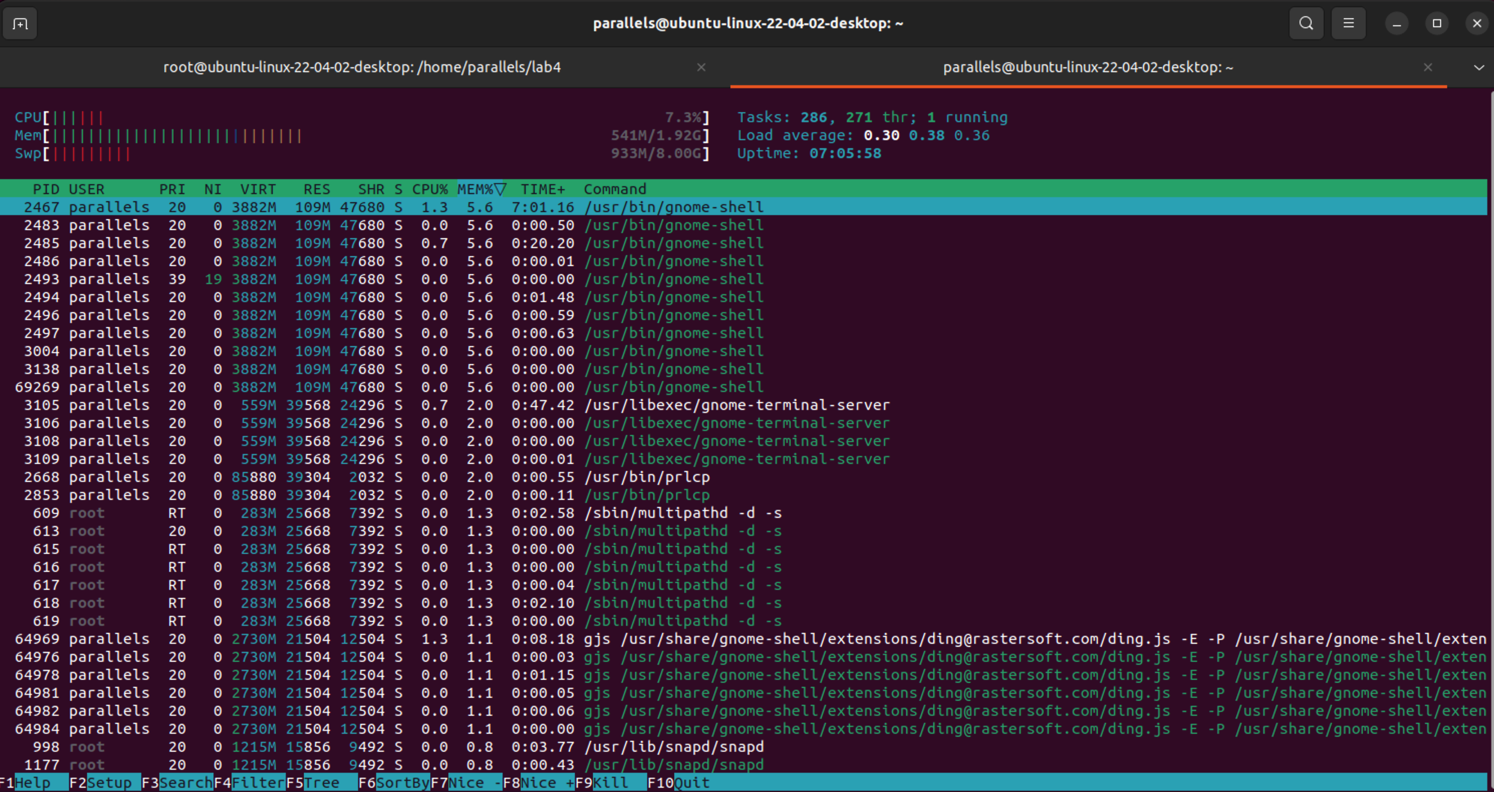 parallels@ubuntu-linux-22-04-02-desktop: ~
root@ubuntu-linux-22-04-02-desktop: /home/parallels/lab4 × parallels@ubuntu-linux-22-04-02-desktop: ~ ×
CPU[|||||| 7.3%] Tasks: 286, 271 thr; 1 running
Mem[|||||||||||||||||||||||||||| 541M/1.92G] Load average: 0.30 0.38 0.36
Swp[||||||||| 933M/8.00G] Uptime: 07:05:58
PID USER PRI NI VIRT RES SHR S CPU% MEM%▽ TIME+ Command
2467 parallels 20 0 3882M 109M 47680 S 1.3 5.6 7:01.16 /usr/bin/gnome-shell
2483 parallels 20 0 3882M 109M 47680 S 0.0 5.6 0:00.50 /usr/bin/gnome-shell
2485 parallels 20 0 3882M 109M 47680 S 0.7 5.6 0:20.20 /usr/bin/gnome-shell
2486 parallels 20 0 3882M 109M 47680 S 0.0 5.6 0:00.01 /usr/bin/gnome-shell
2493 parallels 39 19 3882M 109M 47680 S 0.0 5.6 0:00.00 /usr/bin/gnome-shell
2494 parallels 20 0 3882M 109M 47680 S 0.0 5.6 0:01.48 /usr/bin/gnome-shell
2496 parallels 20 0 3882M 109M 47680 S 0.0 5.6 0:00.59 /usr/bin/gnome-shell
2497 parallels 20 0 3882M 109M 47680 S 0.0 5.6 0:00.63 /usr/bin/gnome-shell
3004 parallels 20 0 3882M 109M 47680 S 0.0 5.6 0:00.00 /usr/bin/gnome-shell
3138 parallels 20 0 3882M 109M 47680 S 0.0 5.6 0:00.00 /usr/bin/gnome-shell
69269 parallels 20 0 3882M 109M 47680 S 0.0 5.6 0:00.00 /usr/bin/gnome-shell
3105 parallels 20 0 559M 39568 24296 S 0.7 2.0 0:47.42 /usr/libexec/gnome-terminal-server
3106 parallels 20 0 559M 39568 24296 S 0.0 2.0 0:00.00 /usr/libexec/gnome-terminal-server
3108 parallels 20 0 559M 39568 24296 S 0.0 2.0 0:00.00 /usr/libexec/gnome-terminal-server
3109 parallels 20 0 559M 39568 24296 S 0.0 2.0 0:00.01 /usr/libexec/gnome-terminal-server
2668 parallels 20 0 85880 39304 2032 S 0.0 2.0 0:00.55 /usr/bin/prlcp
2853 parallels 20 0 85880 39304 2032 S 0.0 2.0 0:00.11 /usr/bin/prlcp
609 root RT 0 283M 25668 7392 S 0.0 1.3 0:02.58 /sbin/multipathd -d -s
613 root 20 0 283M 25668 7392 S 0.0 1.3 0:00.00 /sbin/multipathd -d -s
615 root RT 0 283M 25668 7392 S 0.0 1.3 0:00.00 /sbin/multipathd -d -s
616 root RT 0 283M 25668 7392 S 0.0 1.3 0:00.00 /sbin/multipathd -d -s
617 root RT 0 283M 25668 7392 S 0.0 1.3 0:00.04 /sbin/multipathd -d -s
618 root RT 0 283M 25668 7392 S 0.0 1.3 0:02.10 /sbin/multipathd -d -s
619 root RT 0 283M 25668 7392 S 0.0 1.3 0:00.00 /sbin/multipathd -d -s
64969 parallels 20 0 2730M 21504 12504 S 1.3 1.1 0:08.18 gjs /usr/share/gnome-shell/extensions/ding@rastersoft.com/ding.js -E -P /usr/share/gnome-shell/exten
64976 parallels 20 0 2730M 21504 12504 S 0.0 1.1 0:00.03 gjs /usr/share/gnome-shell/extensions/ding@rastersoft.com/ding.js -E -P /usr/share/gnome-shell/exten
64978 parallels 20 0 2730M 21504 12504 S 0.0 1.1 0:01.15 gjs /usr/share/gnome-shell/extensions/ding@rastersoft.com/ding.js -E -P /usr/share/gnome-shell/exten
64981 parallels 20 0 2730M 21504 12504 S 0.0 1.1 0:00.05 gjs /usr/share/gnome-shell/extensions/ding@rastersoft.com/ding.js -E -P /usr/share/gnome-shell/exten
64982 parallels 20 0 2730M 21504 12504 S 0.0 1.1 0:00.06 gjs /usr/share/gnome-shell/extensions/ding@rastersoft.com/ding.js -E -P /usr/share/gnome-shell/exten
64984 parallels 20 0 2730M 21504 12504 S 0.0 1.1 0:00.00 gjs /usr/share/gnome-shell/extensions/ding@rastersoft.com/ding.js -E -P /usr/share/gnome-shell/exten
998 root 20 0 1215M 15856 9492 S 0.0 0.8 0:03.77 /usr/lib/snapd/snapd
1177 root 20 0 1215M 15856 9492 S 0.0 0.8 0:00.43 /usr/lib/snapd/snapd
F1Help F2Setup F3SearchF4FilterF5Tree F6SortByF7Nice -F8Nice +F9Kill F10Quit